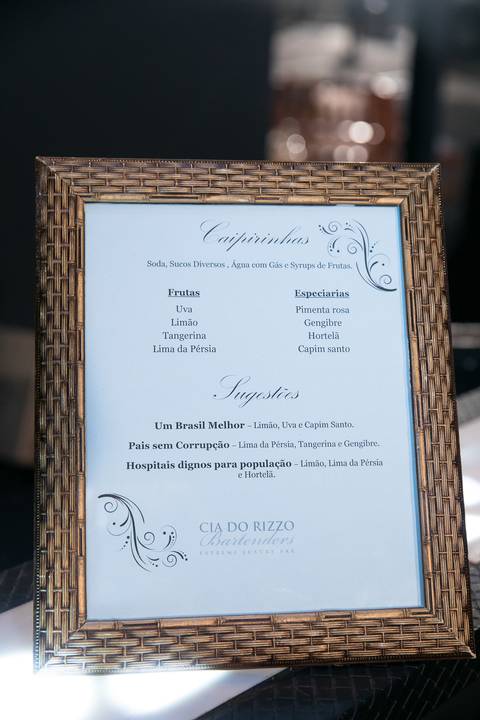 Caipirinhas
Soda, Sucos Diversos , Água com Gás e Syrups de Frutas.
Frutas Especiarias
Uva Pimenta rosa
Limão Gengibre
Tangerina Hortelã
Lima da Pérsia Capim santo
Sugestões
Um Brasil Melhor – Limão, Uva e Capim Santo.
Pais sem Corrupção – Lima da Pérsia, Tangerina e Gengibre.
Hospitais dignos para população – Limão, Lima da Pérsia
e Hortelã.
CIA DO RIZZO
Bartenders